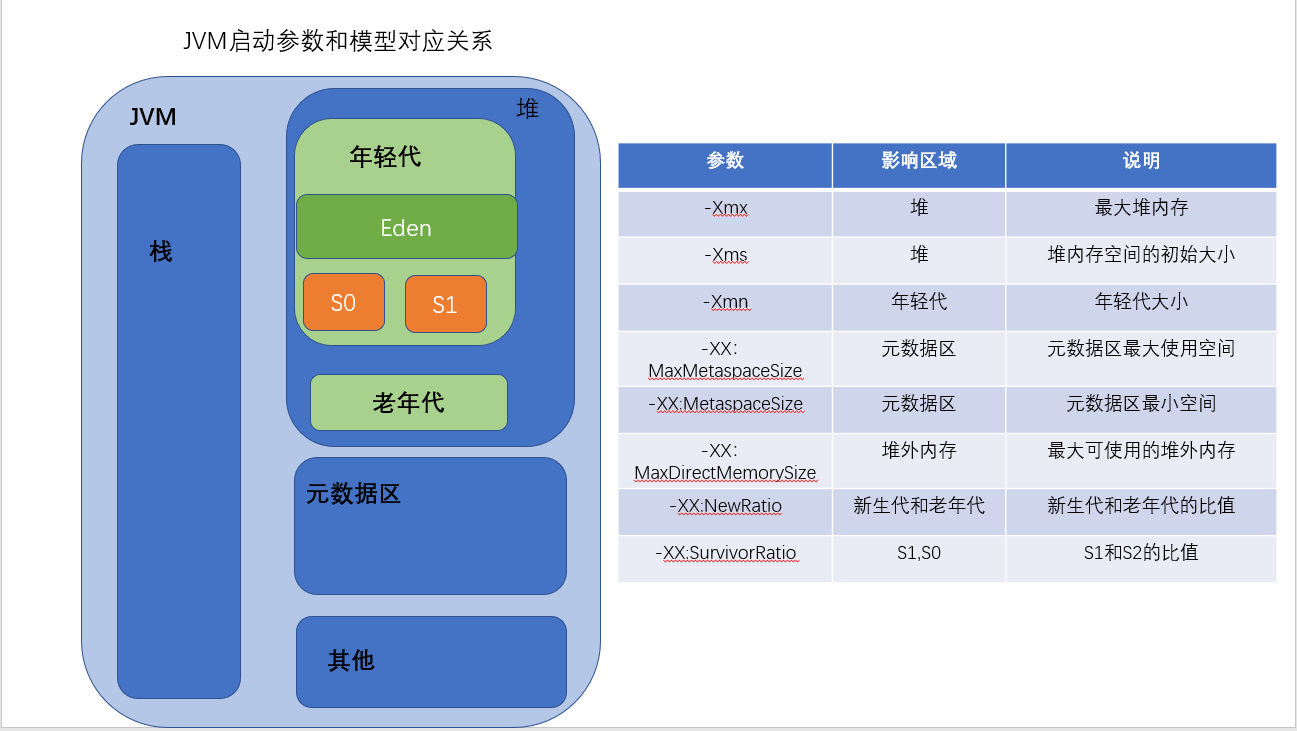 JVM启动参数和模型对应关系
JVM
堆
年轻代
栈
Eden
S0
S1
老年代
元数据区
其他
参数 影响区域 说明
-Xmx 堆 最大堆内存
-Xms 堆 堆内存空间的初始大小
-Xmn 年轻代 年轻代大小
-XX：
MaxMetaspaceSize 元数据区 元数据区最大使用空间
-XX:MetaspaceSize 元数据区 元数据区最小空间
-XX：
MaxDirectMemorySize 堆外内存 最大可使用的堆外内存
-XX:NewRatio 新生代和老年代 新生代和老年代的比值
-XX:SurvivorRatio S1,S0 S1和S2的比值